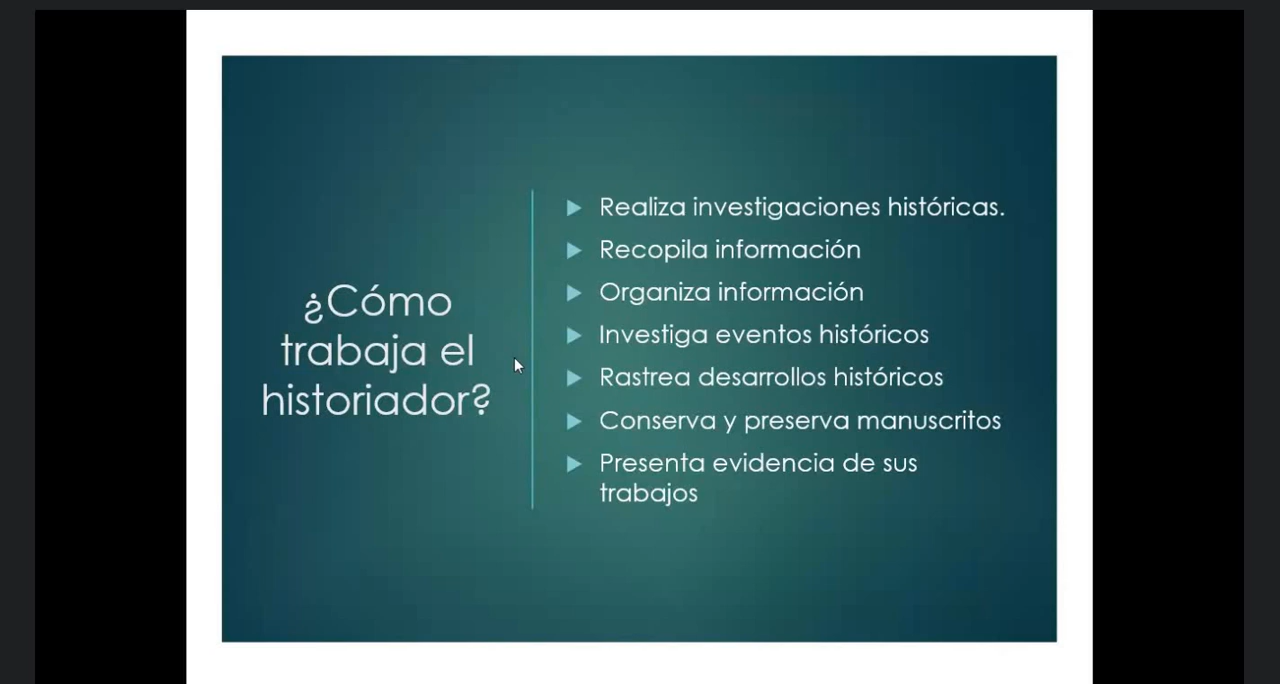 ¿Cómo
trabaja el
historiador?
Realiza investigaciones históricas.
Recopila información
Organiza información
Investiga eventos históricos
Rastrea desarrollos históricos
Conserva y preserva manuscritos
Presenta evidencia de sus
trabajos